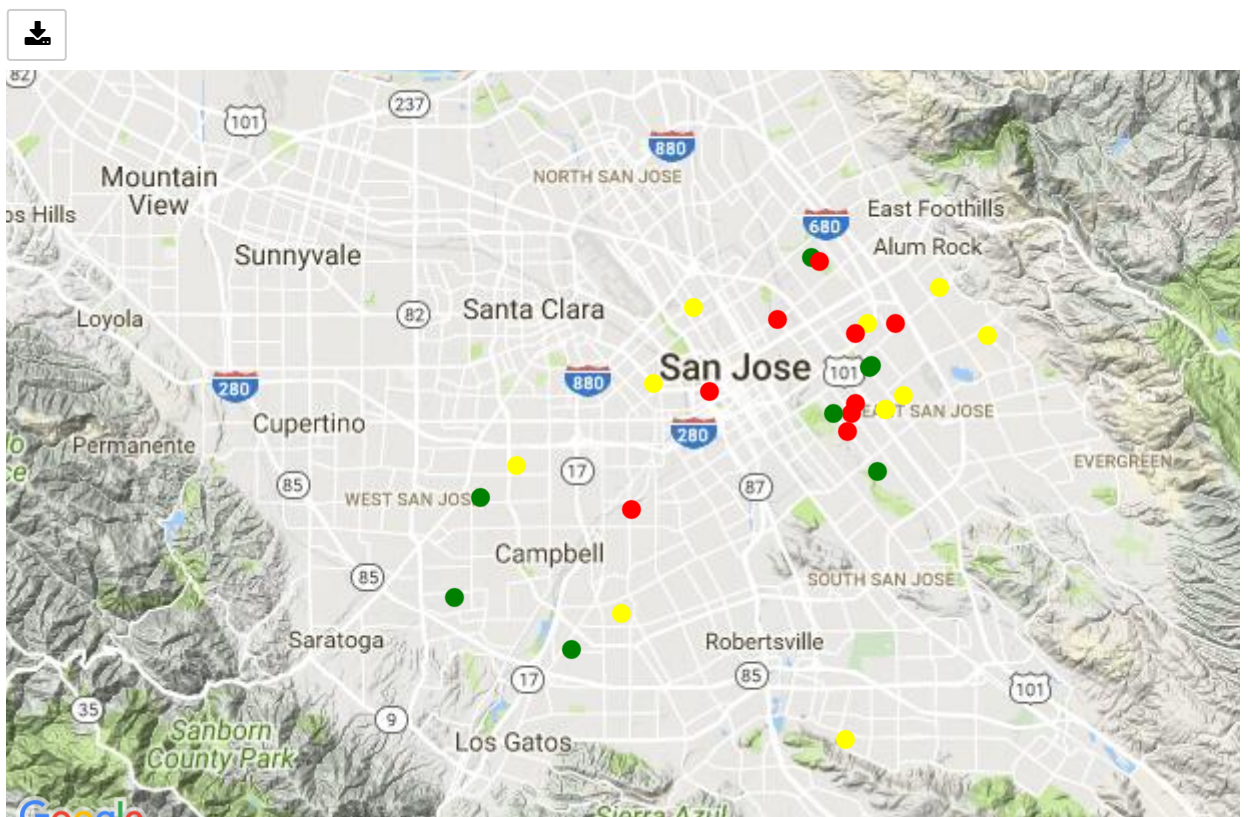 82
237
101
880
Mountain
View
NORTH SAN JOSE
os Hills
East Foothills
680
Alum Rock
Sunnyvale
Santa Clara
82
Loyola
San Jose
101
280
880
Cupertino
280
EAST SAN JOSE
Permanente
17
EVERGREEN
85
WEST SAN JOSE
87
Campbell
85
SOUTH SAN JOSE
Saratoga
Robertsville
17
85
101
35
9
Sanborn
County Park
Los Gatos
Google
Sierra Azul